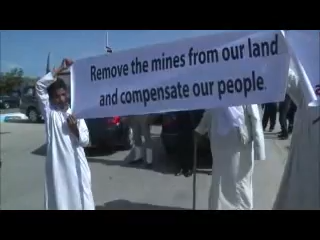 Remove the mines from our land
and compensate our people.